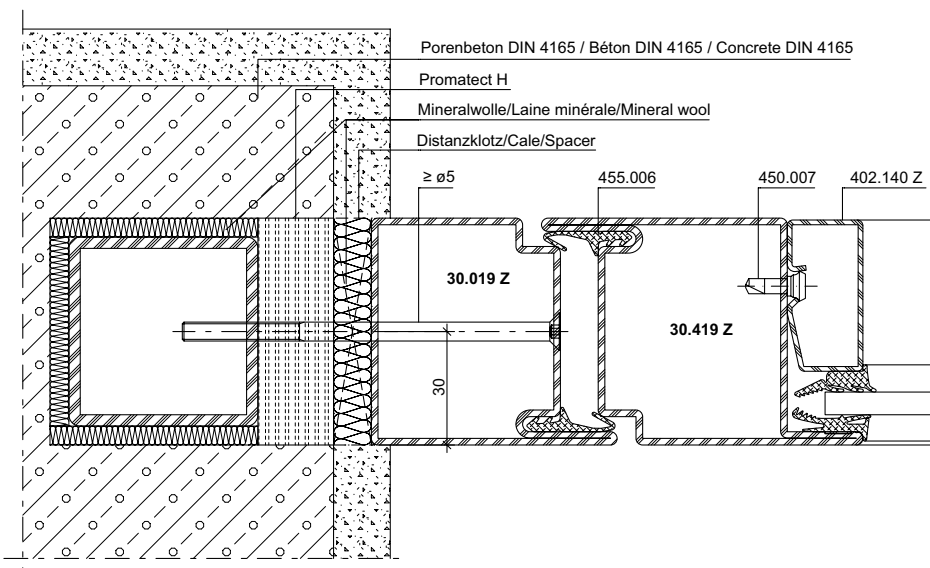 Porenbeton DIN 4165 / Béton DIN 4165 / Concrete DIN 4165
Promatect H
Mineralwolle/Laine minérale/Mineral wool
Distanzklotz/Cale/Spacer
≥ ø5
455.006
450.007
402.140 Z
30.019 Z
30.419 Z
30